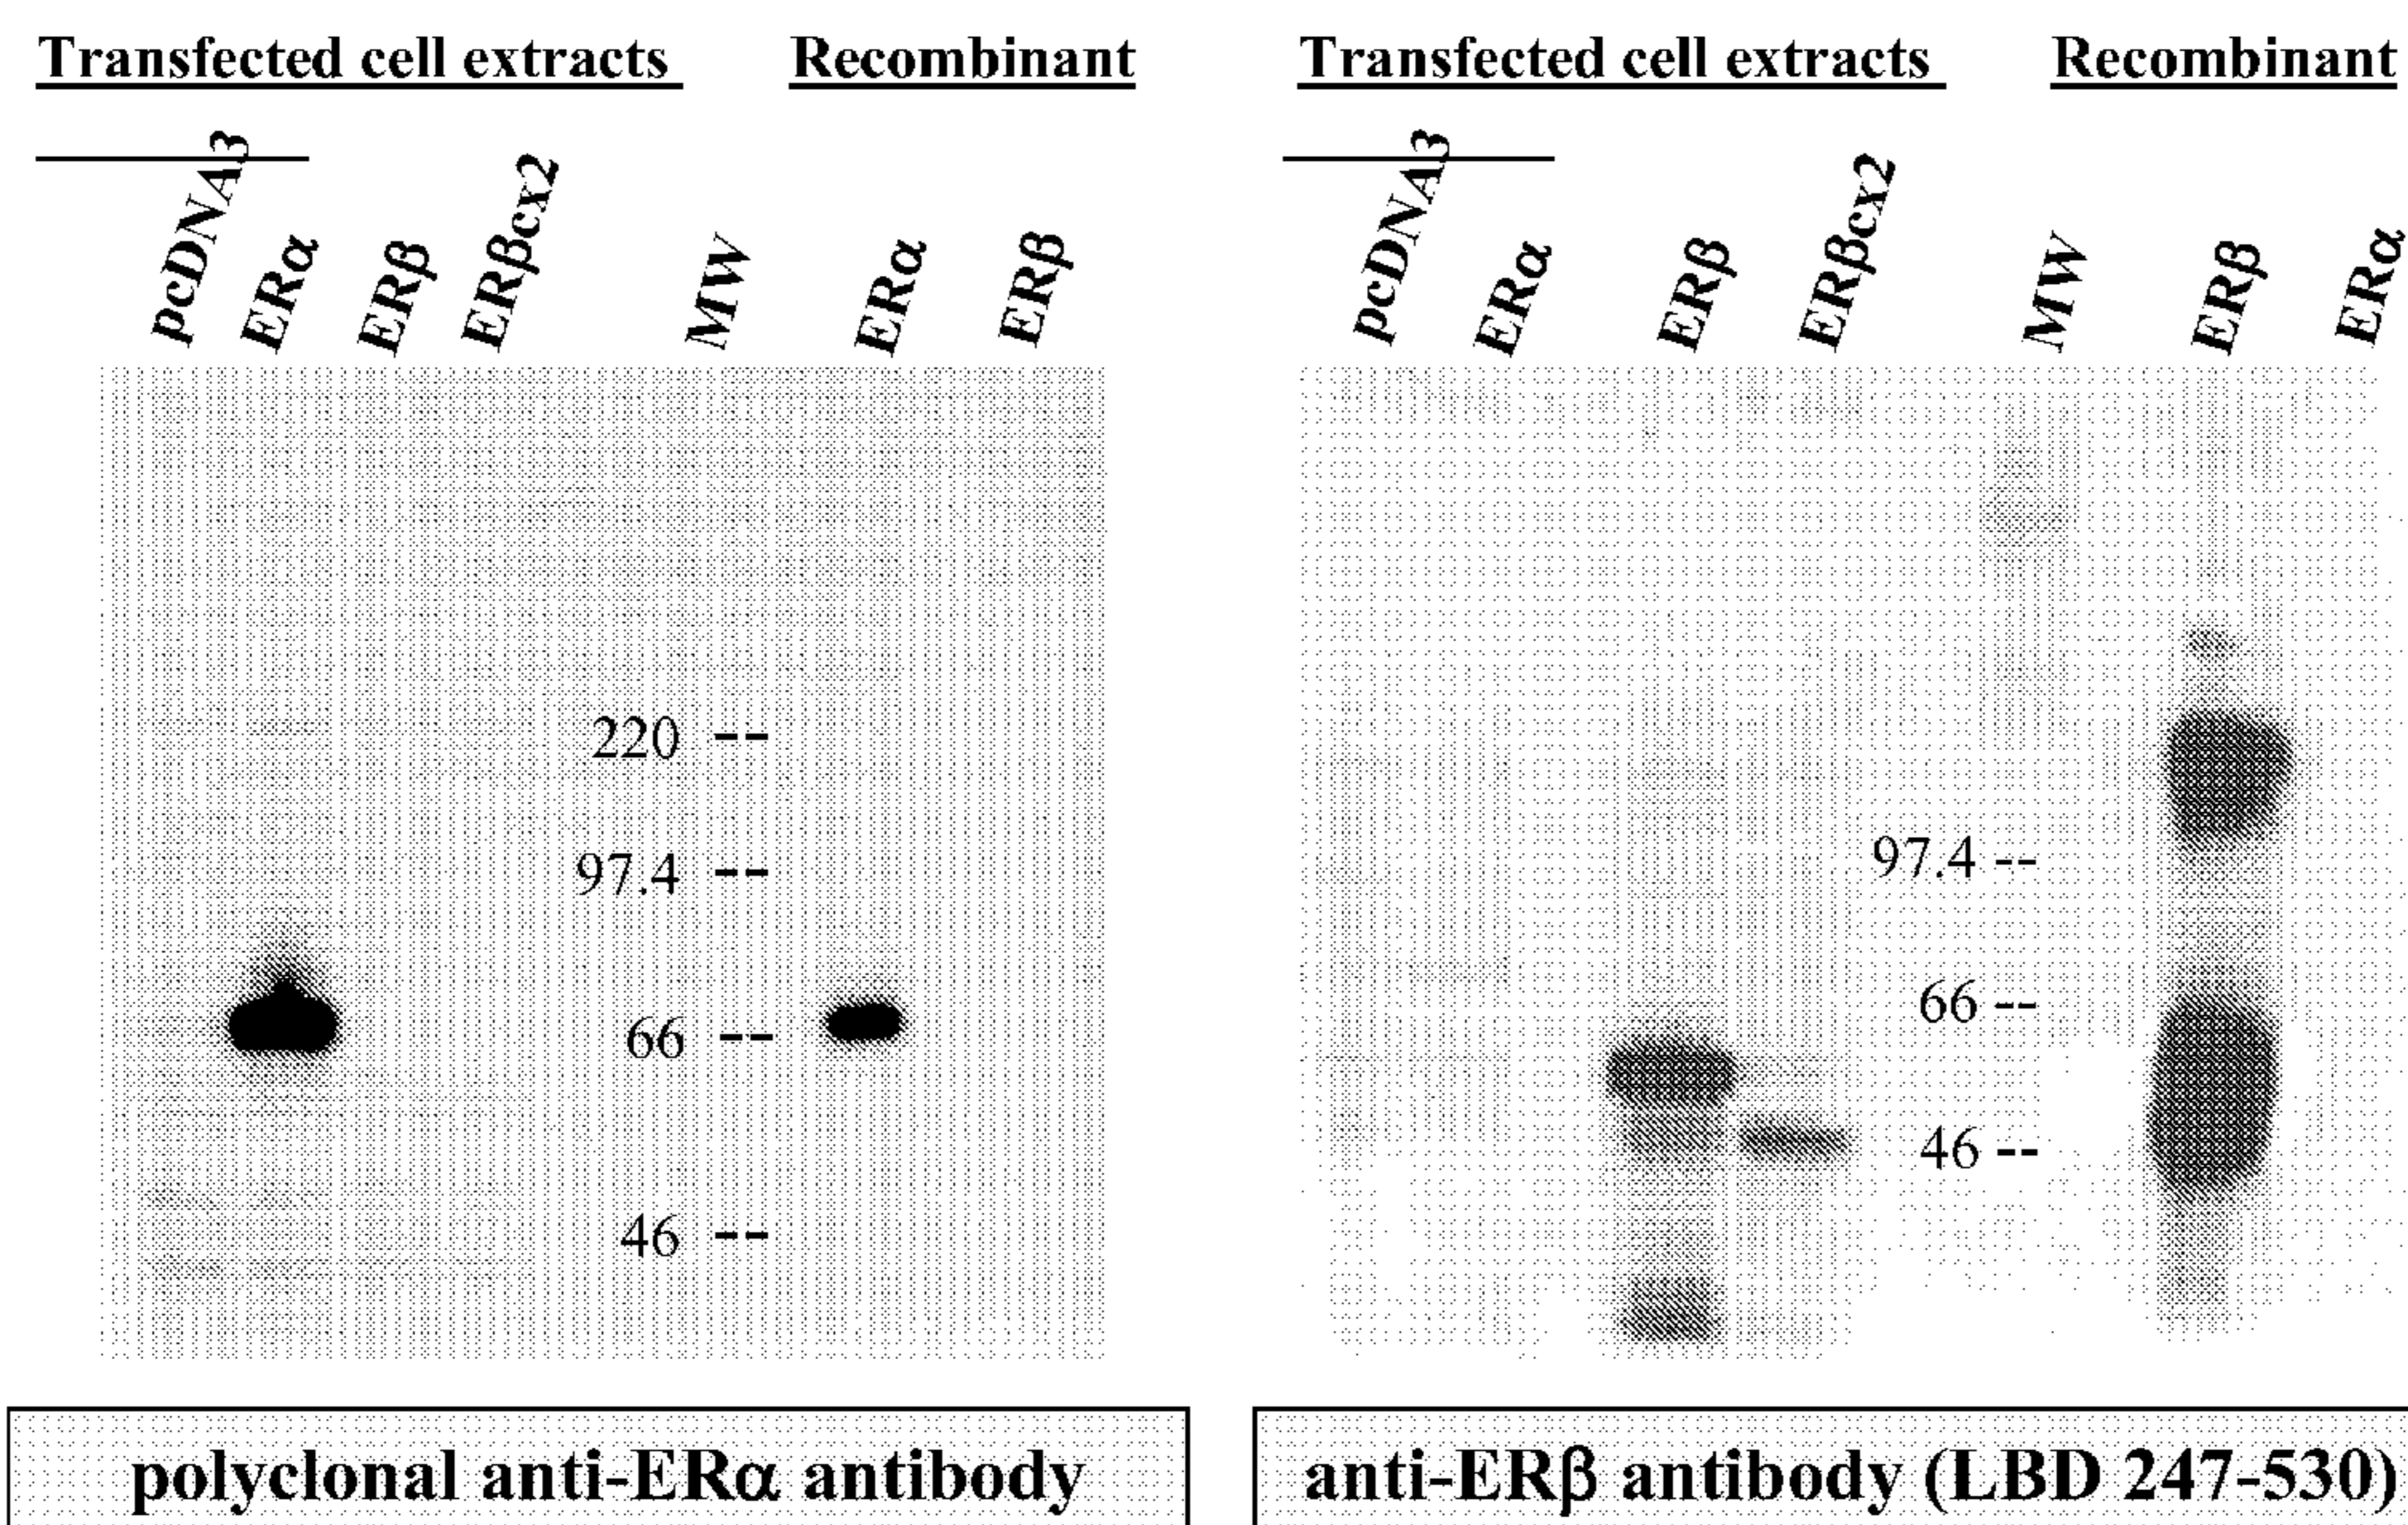 Transfected cell extracts Recombinant
pcDNA3 ERα ERβ ERβcx2 MW ERα ERβ
220 --
97.4 --
66 --
46 --
polyclonal anti-ERα antibody
Transfected cell extracts Recombinant
pcDNA3 ERα ERβ ERβcx2 MW ERβ ERα
97.4 --
66 --
46 --
anti-ERβ antibody (LBD 247-530)